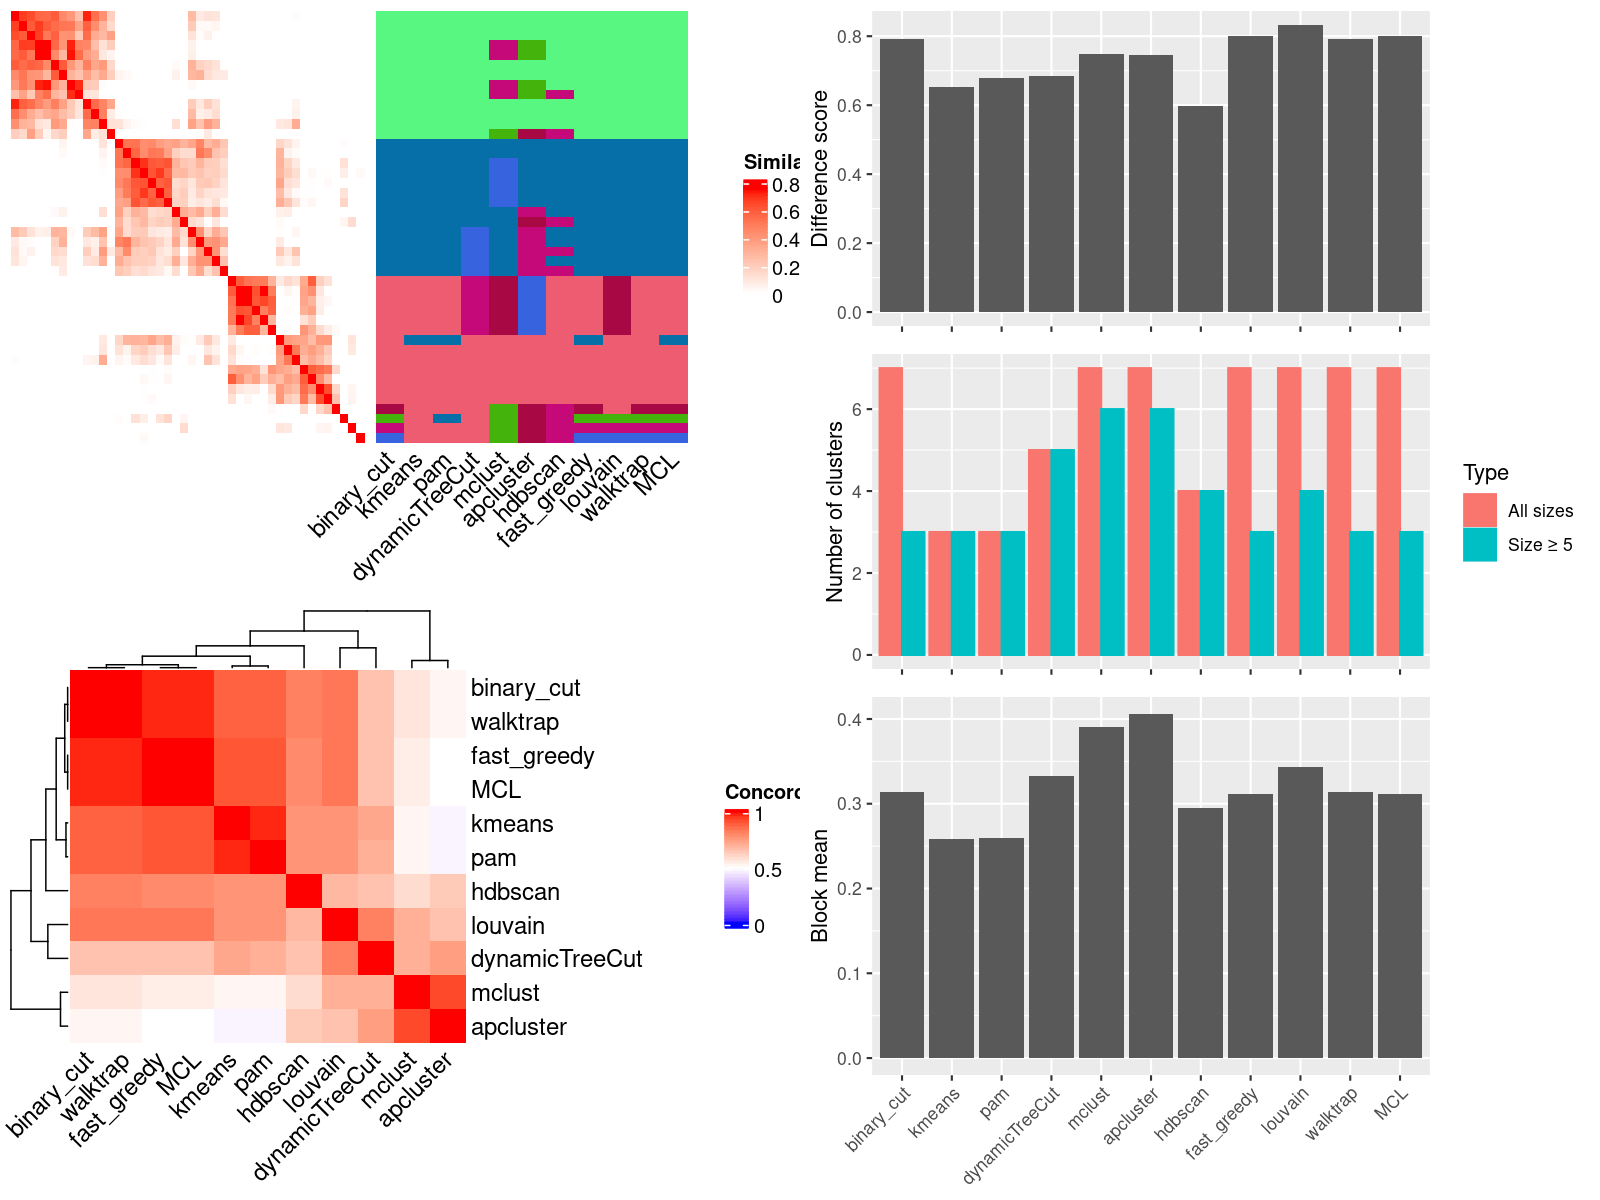 Simila
0.8
0.6
0.4
0.2
0
binary_cut
kmeans
pam
dynamicTreeCut
mclust
apcluster
hdbscan
fast_greedy
louvain
walktrap
MCL
Difference score
0.8
0.6
0.4
0.2
0.0
Number of clusters
6
4
2
0
Type
All sizes
Size ≥ 5
binary_cut
walktrap
fast_greedy
MCL
kmeans
pam
hdbscan
louvain
dynamicTreeCut
mclust
apcluster
binary_cut
walktrap
fast_greedy
MCL
kmeans
pam
hdbscan
louvain
dynamicTreeCut
mclust
apcluster
Concord
1
0.5
0
Block mean
0.4
0.3
0.2
0.1
0.0
binary_cut
kmeans
pam
dynamicTreeCut
mclust
apcluster
hdbscan
fast_greedy
louvain
walktrap
MCL